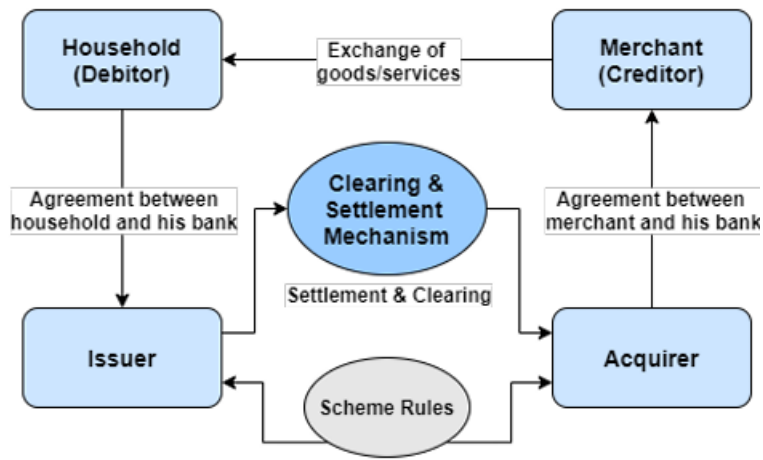 Household
(Debitor)
Exchange of
goods/services
Merchant
(Creditor)
Agreement between
household and his bank
Clearing &
Settlement
Mechanism
Agreement between
merchant and his bank
Settlement & Clearing
Issuer
Scheme Rules
Acquirer